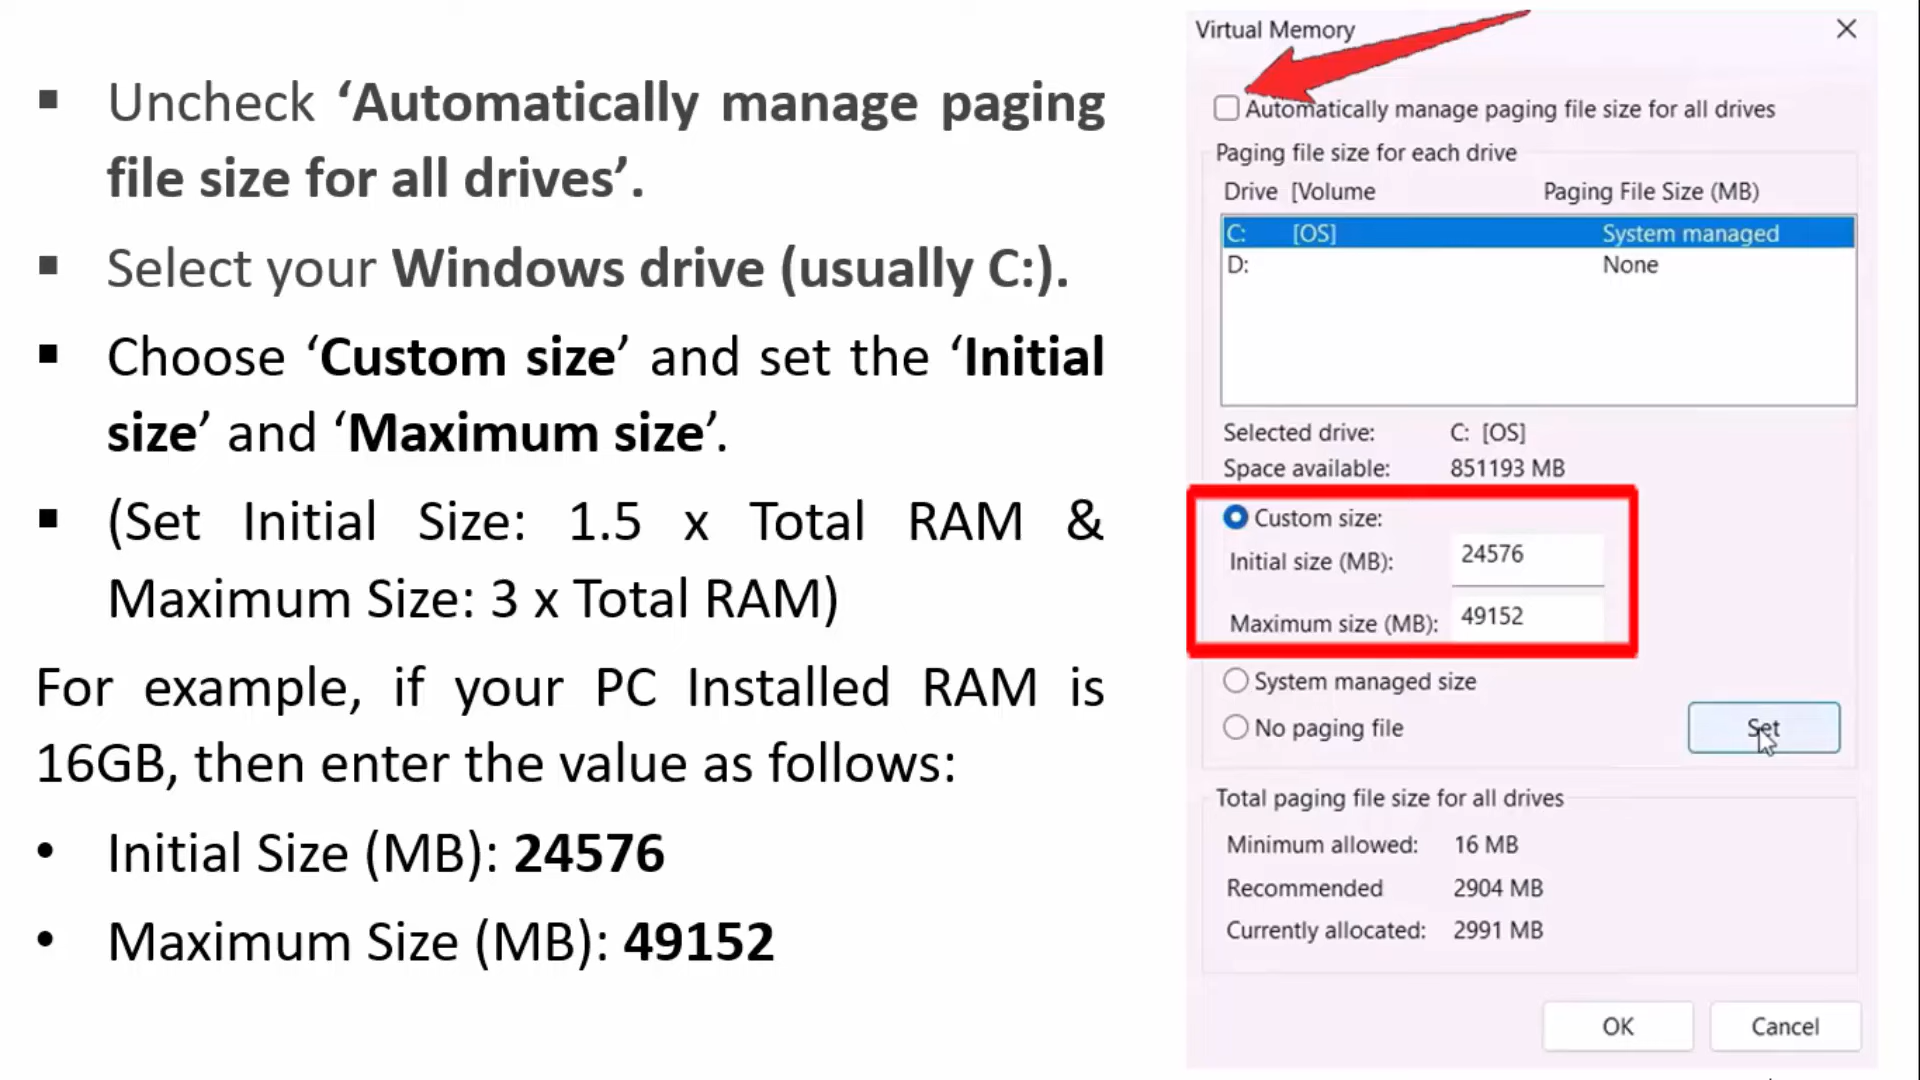 ▪ Uncheck ‘Automatically manage paging
file size for all drives’.
▪ Select your Windows drive (usually C:).
▪ Choose ‘Custom size’ and set the ‘Initial
size’ and ‘Maximum size’.
▪ (Set Initial Size: 1.5 x Total RAM &
Maximum Size: 3 x Total RAM)
For example, if your PC Installed RAM is
16GB, then enter the value as follows:
• Initial Size (MB): 24576
• Maximum Size (MB): 49152
Virtual Memory
Automatically manage paging file size for all drives
Paging file size for each drive
Drive [Volume Paging File Size (MB)
C: [OS] System managed
D: None
Selected drive: C: [OS]
Space available: 851193 MB
Custom size:
Initial size (MB): 24576
Maximum size (MB): 49152
System managed size
No paging file
Set
Total paging file size for all drives
Minimum allowed: 16 MB
Recommended 2904 MB
Currently allocated: 2991 MB
OK Cancel